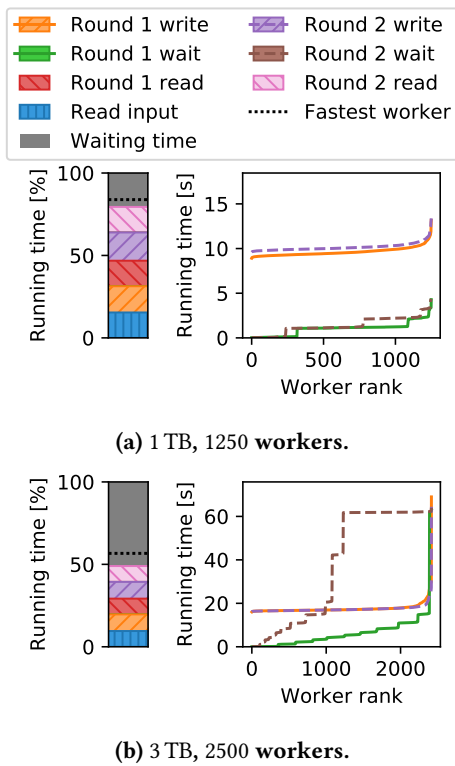 Round 1 write
Round 2 write
Round 1 wait
Round 2 wait
Round 1 read
Round 2 read
Read input
Fastest worker
Waiting time
Running time [%]
100
50
0
Running time [s]
15
10
5
0
0 500 1000
Worker rank
(a) 1 TB, 1250 workers.
Running time [%]
100
50
0
Running time [s]
60
40
20
0
0 1000 2000
Worker rank
(b) 3 TB, 2500 workers.